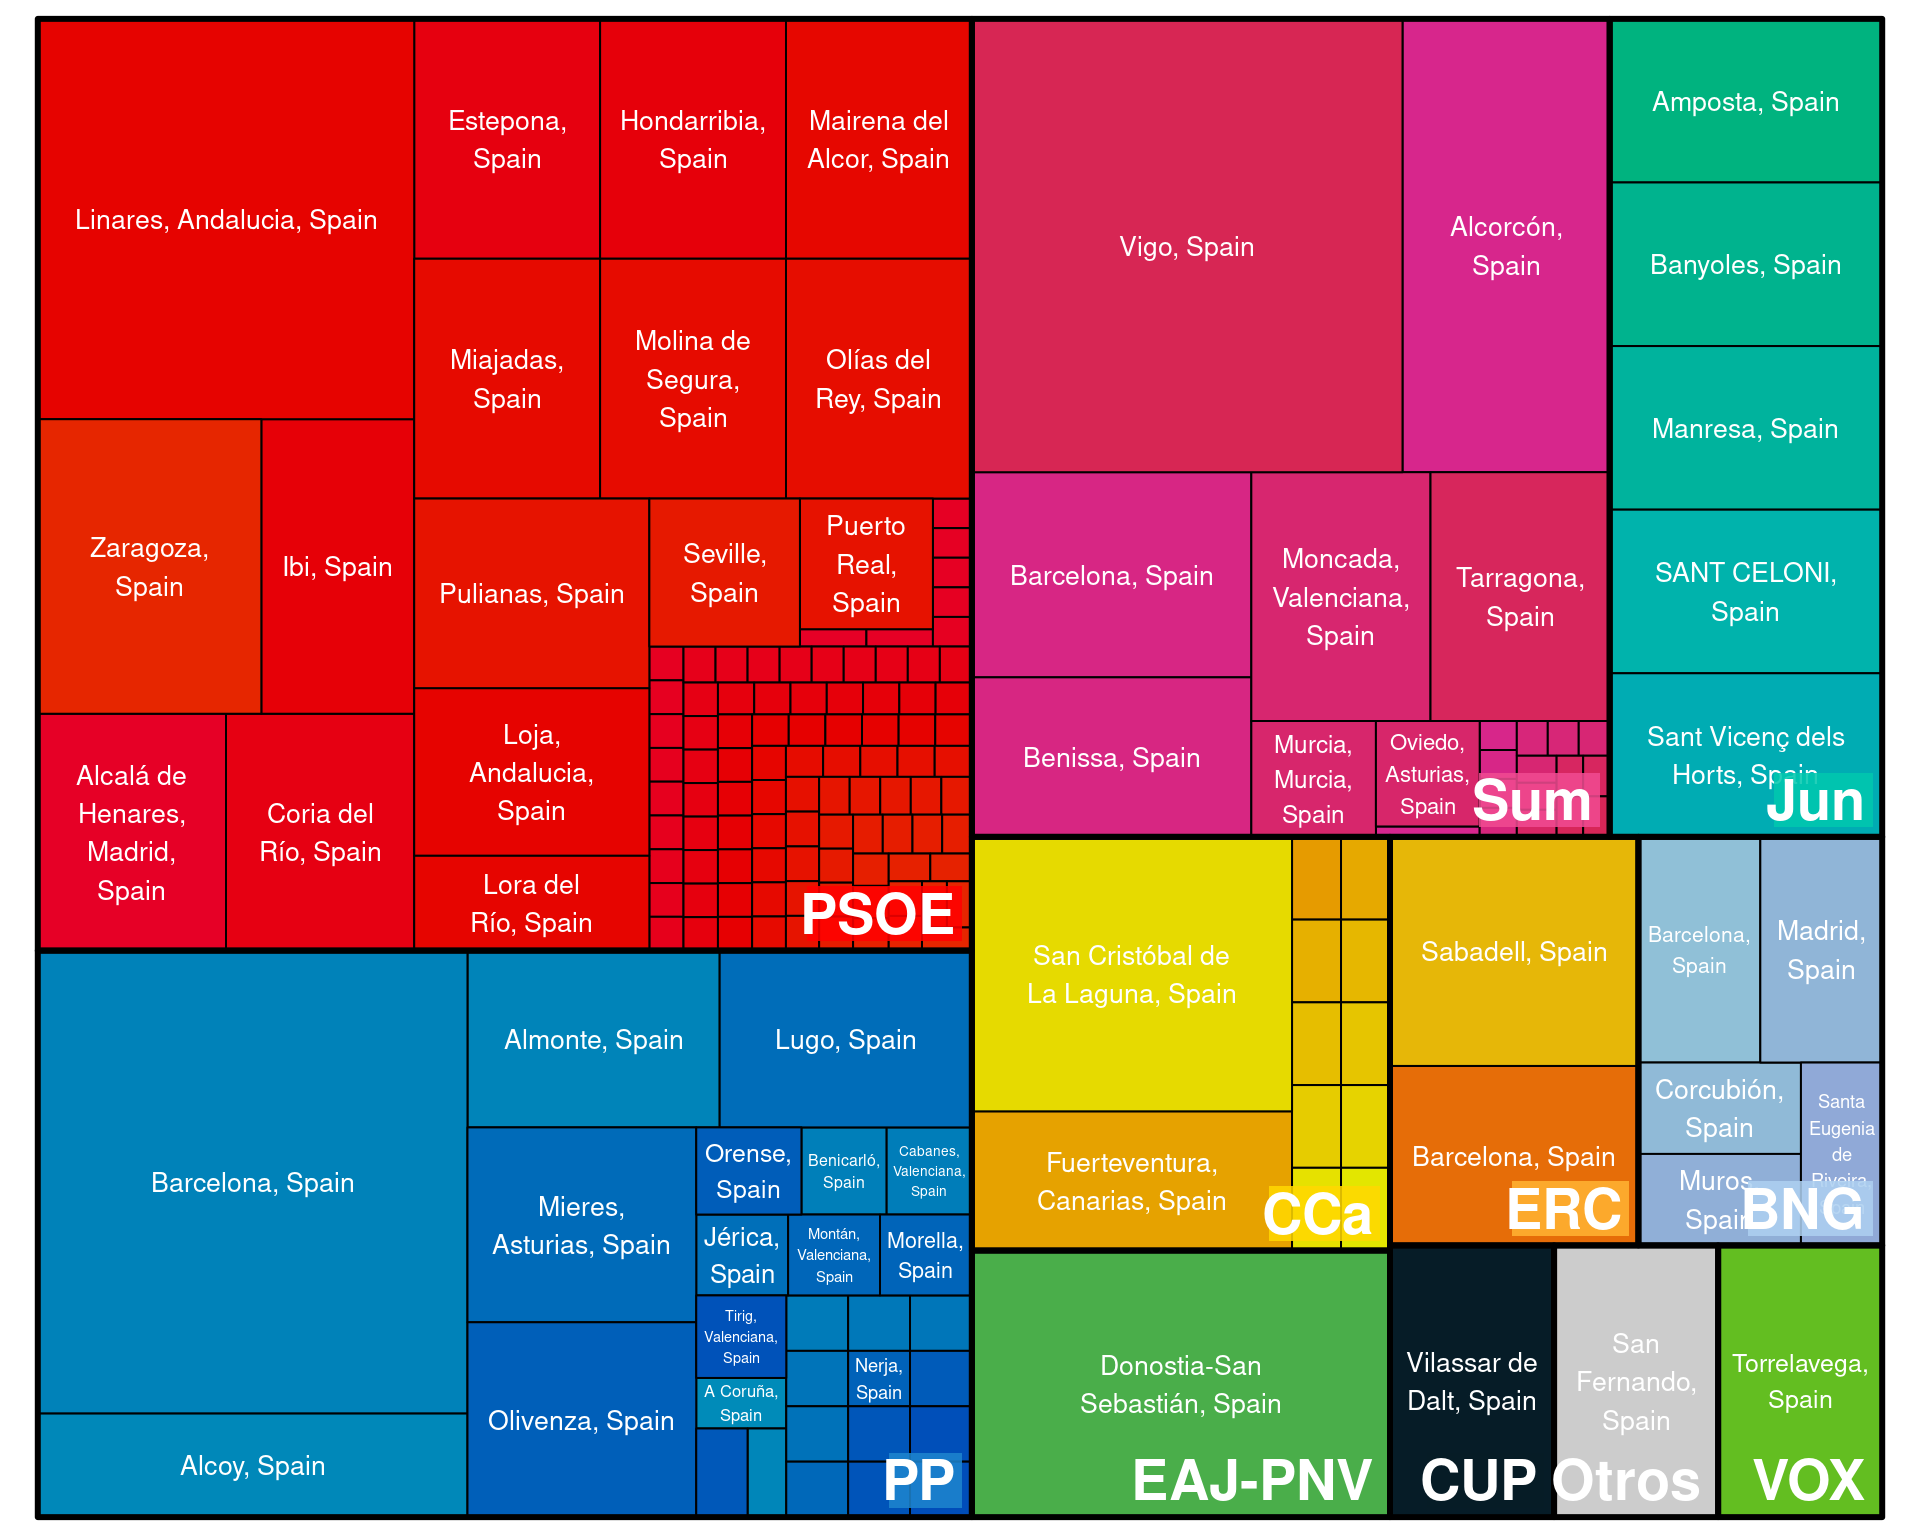 Linares, Andalucia, Spain
Estepona,
Spain
Hondarribia,
Spain
Mairena del
Alcor, Spain
Miajadas,
Spain
Molina de
Segura,
Spain
Olías del
Rey, Spain
Zaragoza,
Spain
Ibi, Spain
Pulianas, Spain
Seville,
Spain
Puerto
Real,
Spain
Alcalá de
Henares,
Madrid,
Spain
Coria del
Río, Spain
Loja,
Andalucia,
Spain
Lora del
Río, Spain
PSOE
Vigo, Spain
Alcorcón,
Spain
Barcelona, Spain
Moncada,
Valenciana,
Spain
Tarragona,
Spain
Benissa, Spain
Murcia,
Murcia,
Spain
Oviedo,
Asturias,
Spain
Sum
Amposta, Spain
Banyoles, Spain
Manresa, Spain
SANT CELONI,
Spain
Sant Vicenç dels
Horts, Spain
Jun
Barcelona, Spain
Almonte, Spain
Lugo, Spain
Mieres,
Asturias, Spain
Orense,
Spain
Benicarló,
Spain
Cabanes,
Valenciana,
Spain
Jérica,
Spain
Montán,
Valenciana,
Spain
Morella,
Spain
Tirig,
Valenciana,
Spain
Nerja,
Spain
A Coruña,
Spain
Olivenza, Spain
Alcoy, Spain
PP
San Cristóbal de
La Laguna, Spain
Fuerteventura,
Canarias, Spain
CCa
Sabadell, Spain
Barcelona, Spain
ERC
Barcelona,
Spain
Madrid,
Spain
Corcubión,
Spain
Santa
Eugenia
de
Riveira,
Muros,
Spain
BNG
Donostia-San
Sebastián, Spain
EAJ-PNV
Vilassar de
Dalt, Spain
CUP
San
Fernando,
Spain
Otros
Torrelavega,
Spain
VOX